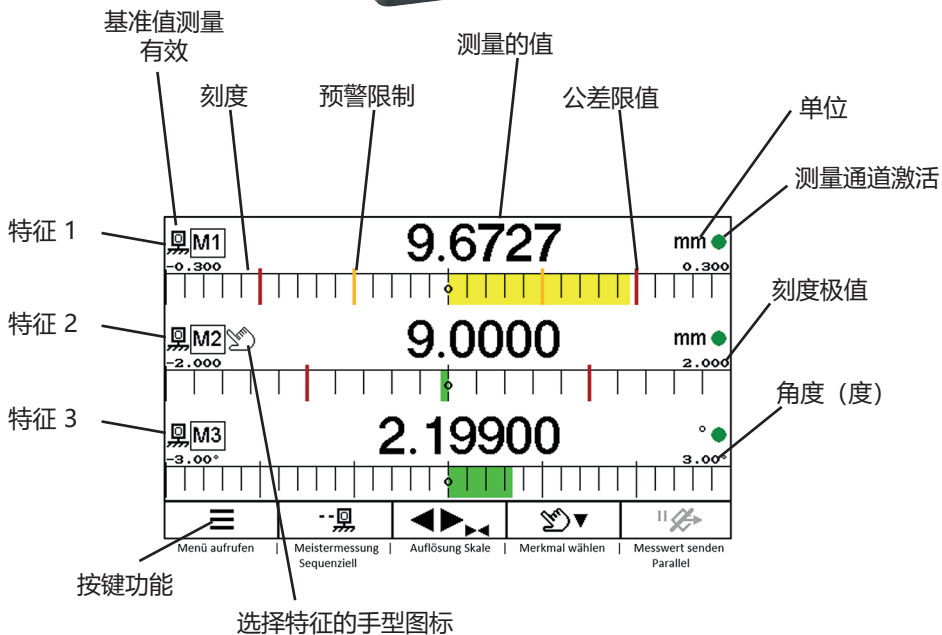 基准值测量
有效
测量的值
刻度
预警限制
公差限值
单位
测量通道激活
特征 1
M1
9.6727
mm
-0.300
0.300
刻度极值
特征 2
M2
9.0000
mm
-2.000
2.000
角度（度）
特征 3
M3
2.19900
°
-3.00°
3.00°
Menü aufrufen | Meistermessung | Auflösung Skale | Merkmal wählen | Messwert senden
Sequenziell
Parallel
按键功能
选择特征的手型图标